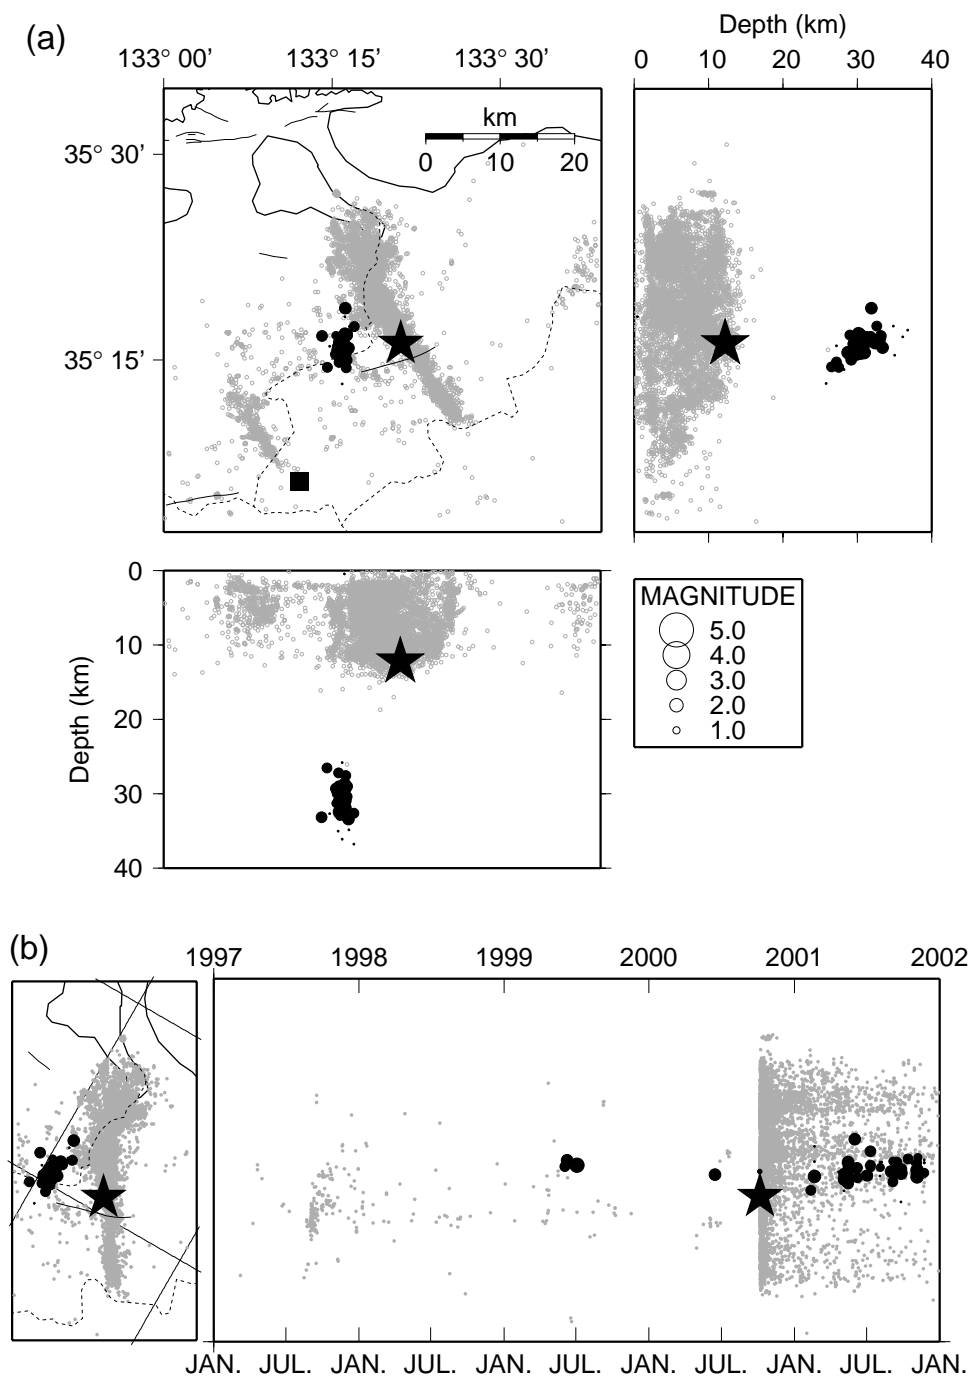 (a)
Depth (km)
133° 00’ 133° 15’ 133° 30’
0 10 20 30 40
km
0 10 20
35° 30’
35° 15’
0
10
20
30
40
Depth (km)
MAGNITUDE
5.0
4.0
3.0
2.0
1.0
(b)
1997 1998 1999 2000 2001 2002
JAN. JUL. JAN. JUL. JAN. JUL. JAN. JUL. JAN. JUL. JAN.